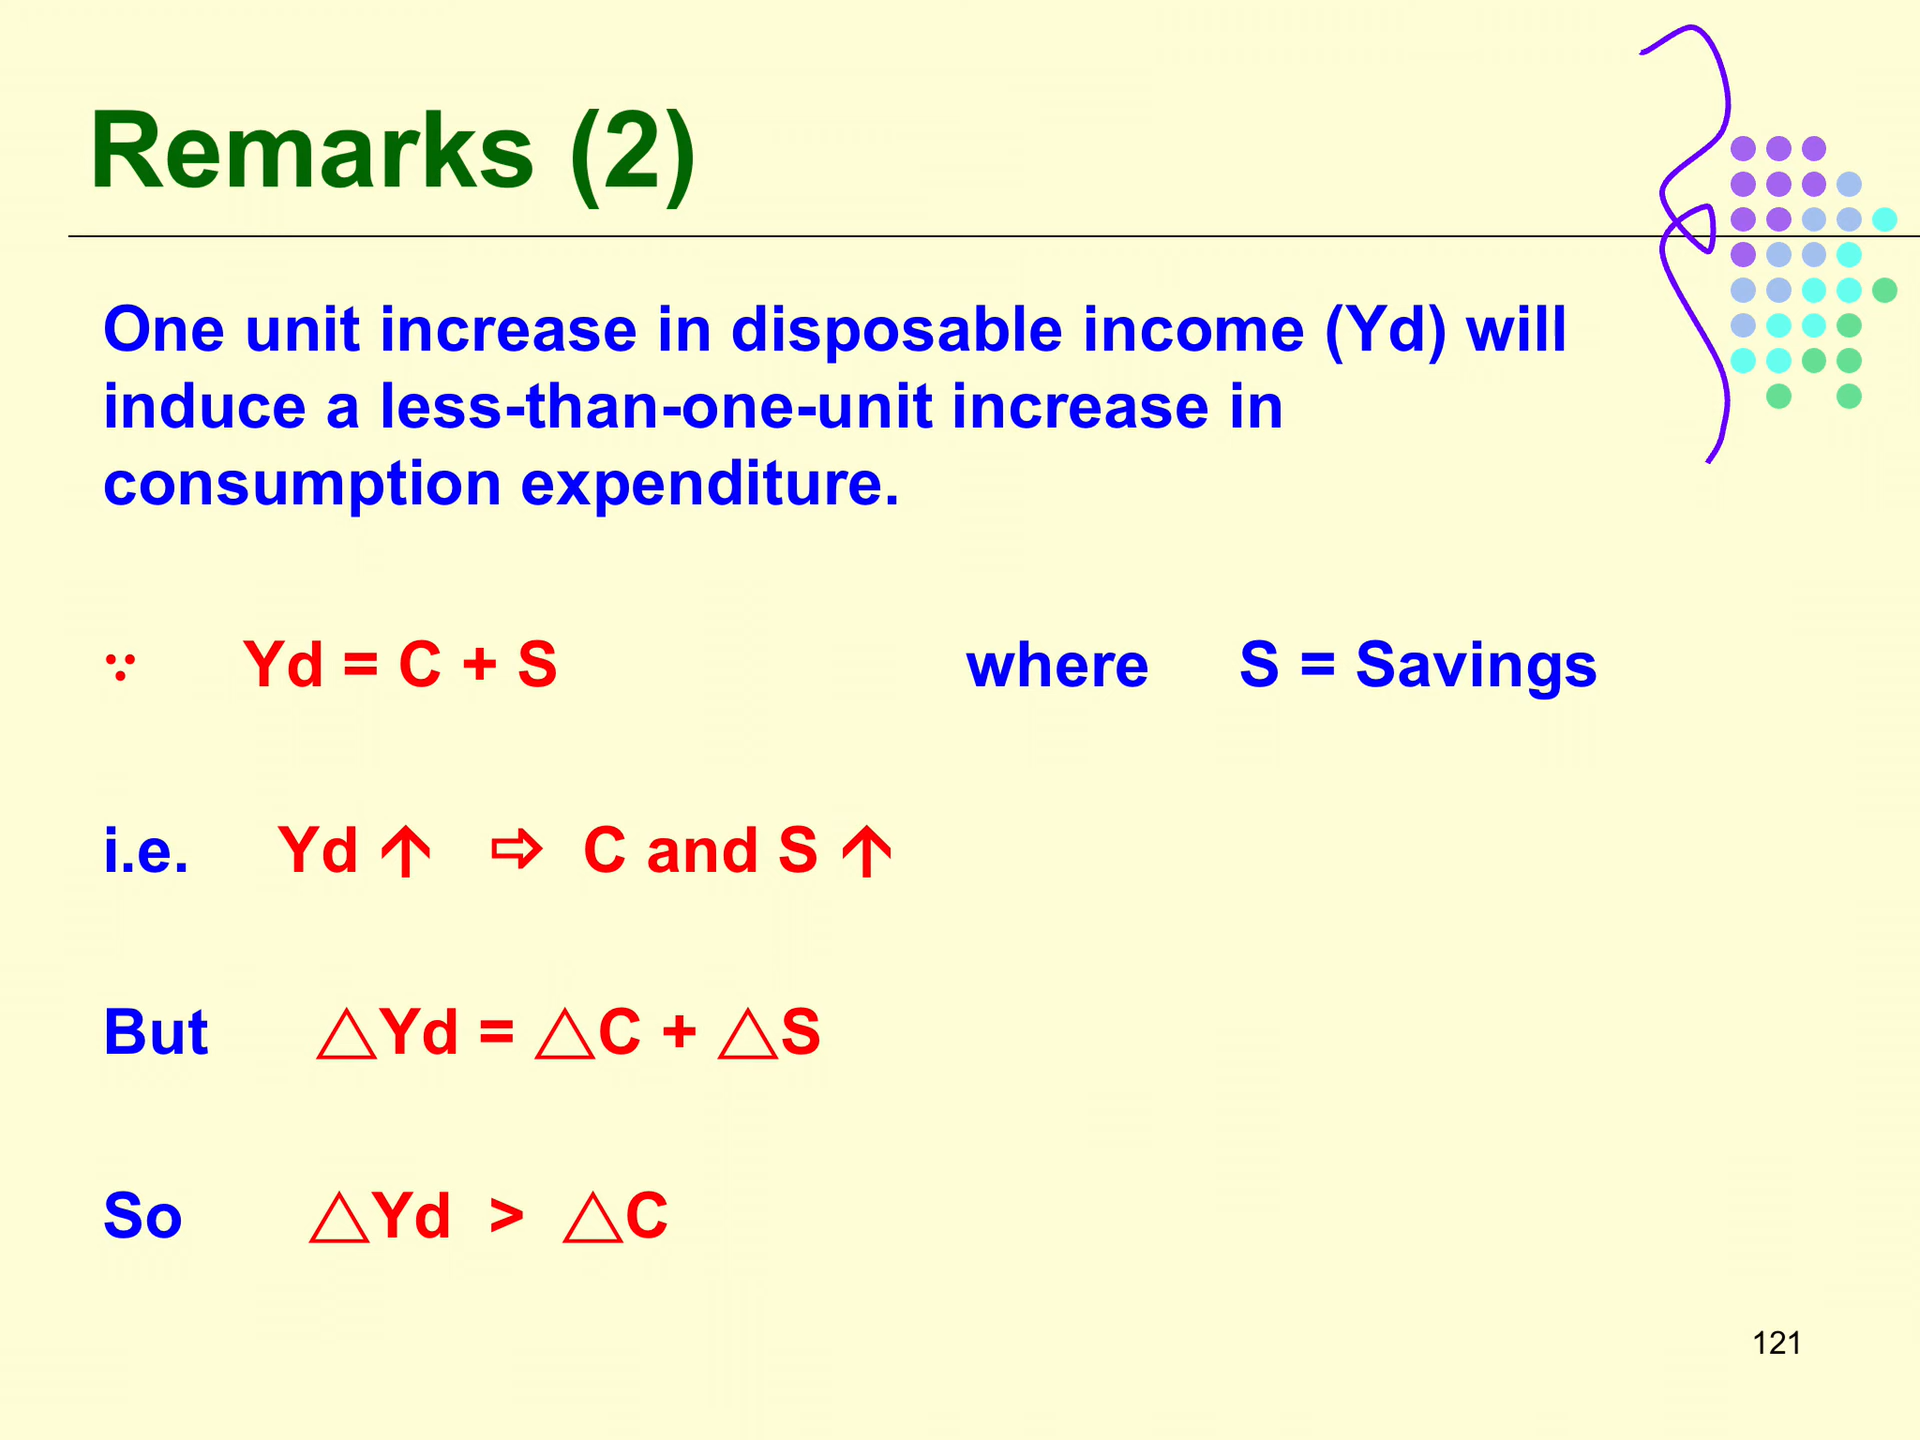 Remarks (2)
One unit increase in disposable income (Yd) will
induce a less-than-one-unit increase in
consumption expenditure.
∵ Yd = C + S where S = Savings
i.e. Yd ↑ ⇨ C and S ↑
But △Yd = △C + △S
So △Yd > △C
121